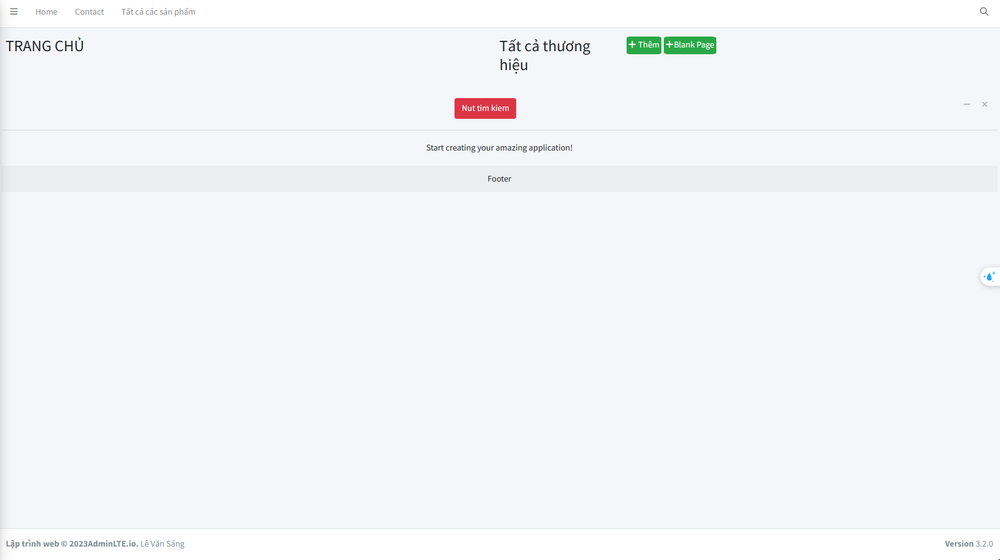 Home
Contact
Tất cả các sản phẩm
TRANG CHỦ
Tất cả thương
hiệu
Thêm
Blank Page
Nut tim kiem
Start creating your amazing application!
Footer
Lập trình web © 2023AdminLTE.io. Lê Văn Sáng
Version 3.2.0